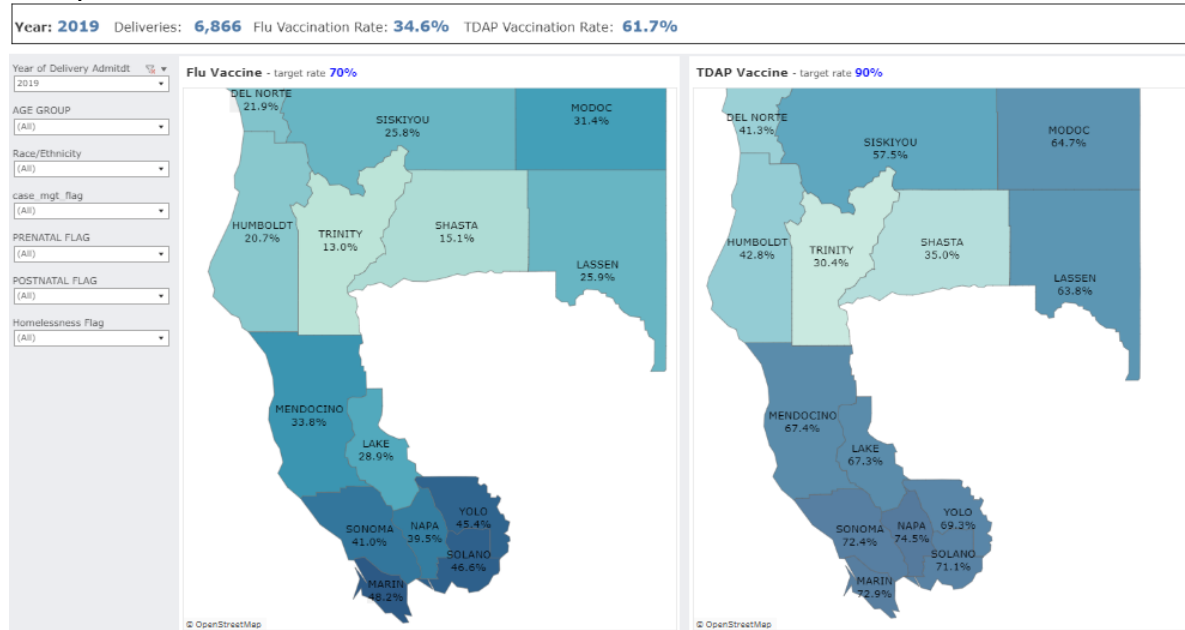 Year: 2019 Deliveries: 6,866 Flu Vaccination Rate: 34.6% TDAP Vaccination Rate: 61.7%
Year of Delivery Admitdt
2019
AGE GROUP
(All)
Race/Ethnicity
(All)
case_mgt_flag
(All)
PRENATAL FLAG
(All)
POSTNATAL FLAG
(All)
Homelessness Flag
(All)
Flu Vaccine - target rate 70%
DEL NORTE
21.9%
SISKIYOU
25.8%
MODOC
31.4%
HUMBOLDT
20.7%
TRINITY
13.0%
SHASTA
15.1%
LASSEN
25.9%
MENDOCINO
33.8%
LAKE
28.9%
SONOMA
41.0%
NAPA
39.5%
YOLO
45.4%
SOLANO
46.6%
MARIN
48.2%
© OpenStreetMap
TDAP Vaccine - target rate 90%
DEL NORTE
41.3%
SISKIYOU
57.5%
MODOC
64.7%
HUMBOLDT
42.8%
TRINITY
30.4%
SHASTA
35.0%
LASSEN
63.8%
MENDOCINO
67.4%
LAKE
67.3%
SONOMA
72.4%
NAPA
74.5%
YOLO
69.3%
SOLANO
71.1%
MARIN
72.9%
© OpenStreetMap